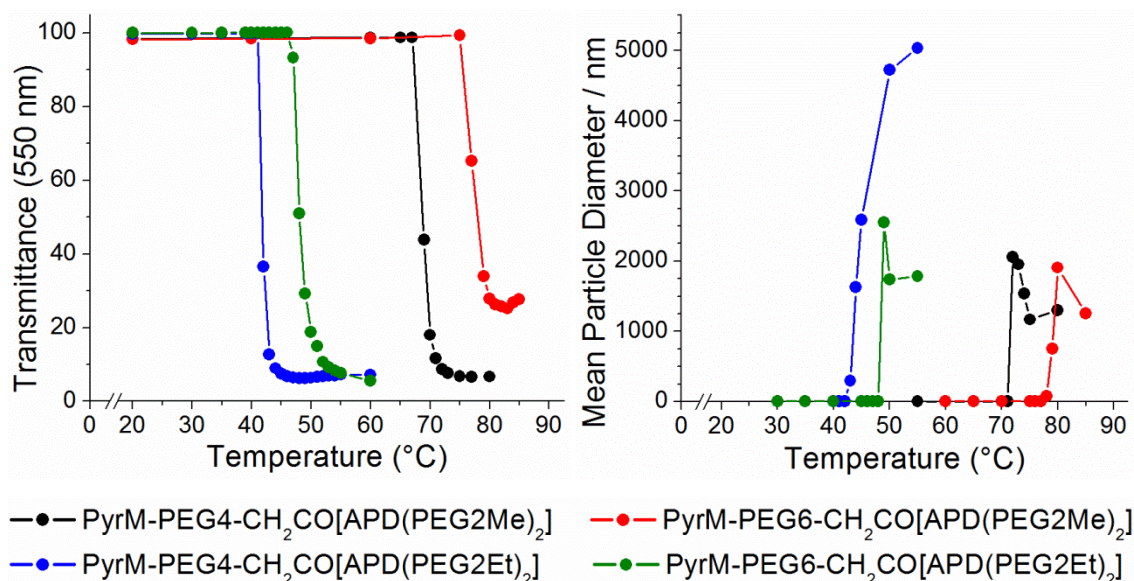 Transmittance (550 nm)
100
80
60
40
20
0
20 30 40 50 60 70 80 90
Temperature (°C)
Mean Particle Diameter / nm
5000
4000
3000
2000
1000
0
20 30 40 50 60 70 80 90
Temperature (°C)
PyrM-PEG4-CH₂CO[APD(PEG2Me)₂]
PyrM-PEG6-CH₂CO[APD(PEG2Me)₂]
PyrM-PEG4-CH₂CO[APD(PEG2Et)₂]
PyrM-PEG6-CH₂CO[APD(PEG2Et)₂]